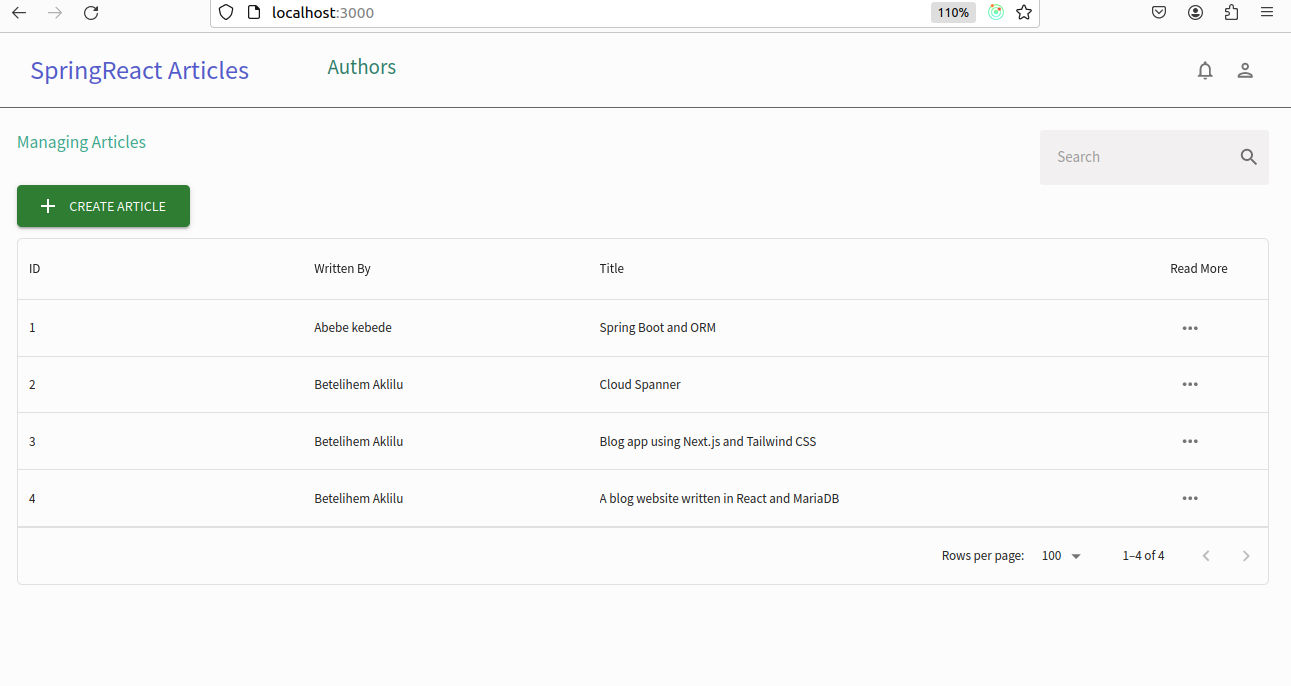 localhost:3000 110%
SpringReact Articles Authors
Managing Articles
Search
CREATE ARTICLE
ID Written By Title Read More
1 Abebe kebede Spring Boot and ORM
2 Betelihem Aklilu Cloud Spanner
3 Betelihem Aklilu Blog app using Next.js and Tailwind CSS
4 Betelihem Aklilu A blog website written in React and MariaDB
Rows per page: 100 1–4 of 4